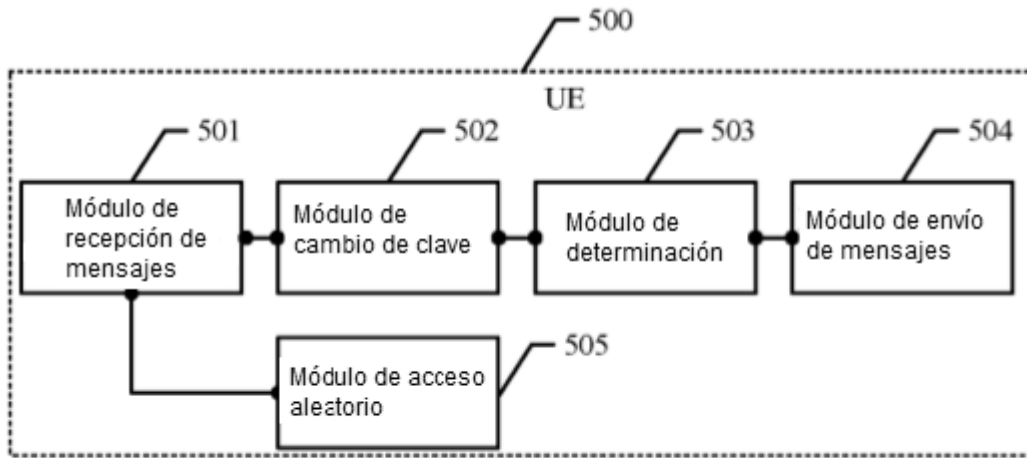 500
UE
501
502
503
504
Módulo de
recepción de
mensajes
Módulo de
cambio de clave
Módulo de
determinación
Módulo de envío
de mensajes
505
Módulo de acceso
aleatorio